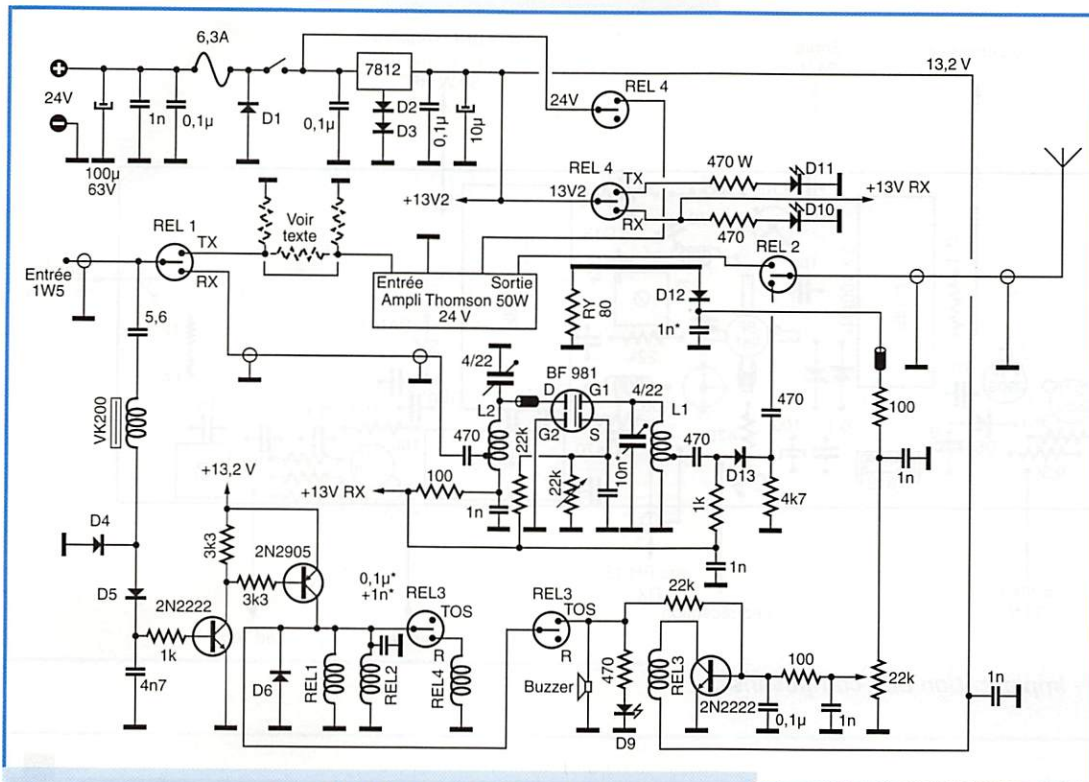 6,3A
7812
13,2 V
24V
1n
0,1µ
D1
0,1µ
D2
D3
0,1µ
10µ
100µ
63V
24V
REL 4
REL 4
TX
13V2
RX
470 W
D11
+13V RX
470
D10
+13V2
Voir
texte
REL 1
TX
RX
Entrée
1W5
Entrée
Sortie
Ampli Thomson 50W
24 V
REL 2
D12
RY
80
1n*
5,6
VK200
4/22
BF 981
D
G1
G2
S
4/22
L2
L1
470
22k
22k
10n*
470
D13
470
4k7
1k
1n
100
1n
+13V RX
100
1n
+13,2 V
3k3
2N2905
3k3
D4
D5
2N2222
1k
4n7
D6
REL1
REL2
0,1µ*
+1n*
REL3
TOS
R
REL4
REL3
TOS
R
Buzzer
470
D9
22k
REL3
2N2222
100
0,1µ
1n
22k
1n